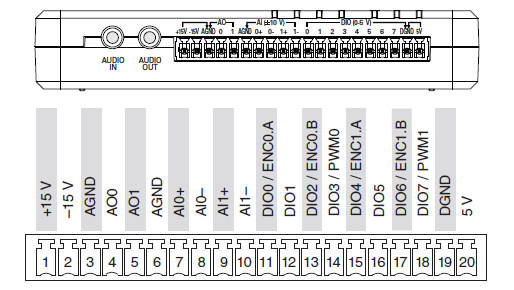 AO AI (±10 V) DIO (0-5 V)
+15V -15V AGND 0 1 AGND 0+ 0- 1+ 1- 0 1 2 3 4 5 6 7 DGND 5V
AUDIO IN
AUDIO OUT
+15 V
–15 V
AGND
AO0
AO1
AGND
AI0+
AI0–
AI1+
AI1–
DIO0 / ENC0.A
DIO1
DIO2 / ENC0.B
DIO3 / PWM0
DIO4 / ENC1.A
DIO5
DIO6 / ENC1.B
DIO7 / PWM1
DGND
5 V
1 2 3 4 5 6 7 8 9 10 11 12 13 14 15 16 17 18 19 20